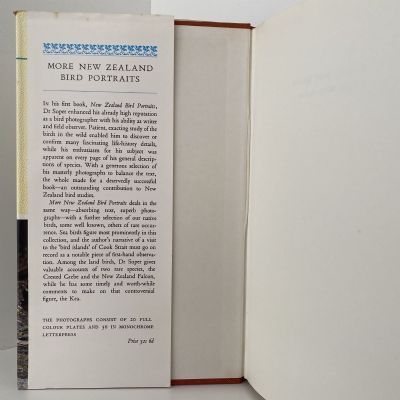 MORE NEW ZEALAND
BIRD PORTRAITS
In his first book, New Zealand Bird Portraits,
Dr Soper enhanced his already high reputation
as a bird photographer with his ability as writer
and field observer. Patient, exacting study of the
birds in the wild enabled him to discover or
confirm many fascinating life-history details,
while his enthusiasm for his subject was
apparent on every page of his general descrip-
tions of species. With a generous selection of
his masterly photographs to balance the text,
the whole made for a deservedly successful
book—an outstanding contribution to New
Zealand bird studies.
More New Zealand Bird Portraits deals in the
same way—absorbing text, superb photo-
graphs—with a further selection of our native
birds, some well known, others of rare occur-
rence. Sea birds figure most prominently in this
collection, and the author's narrative of a visit
to the 'bird islands' of Cook Strait must go on
record as a notable piece of first-hand observa-
tion. Among the land birds, Dr Soper gives
valuable accounts of two rare species, the
Crested Grebe and the New Zealand Falcon,
while he has some timely and worth-while
comments to make on that controversial
figure, the Kea.
THE PHOTOGRAPHS CONSIST OF 20 FULL
COLOUR PLATES AND 56 IN MONOCHROME
LETTERPRESS
Price 32s 6d